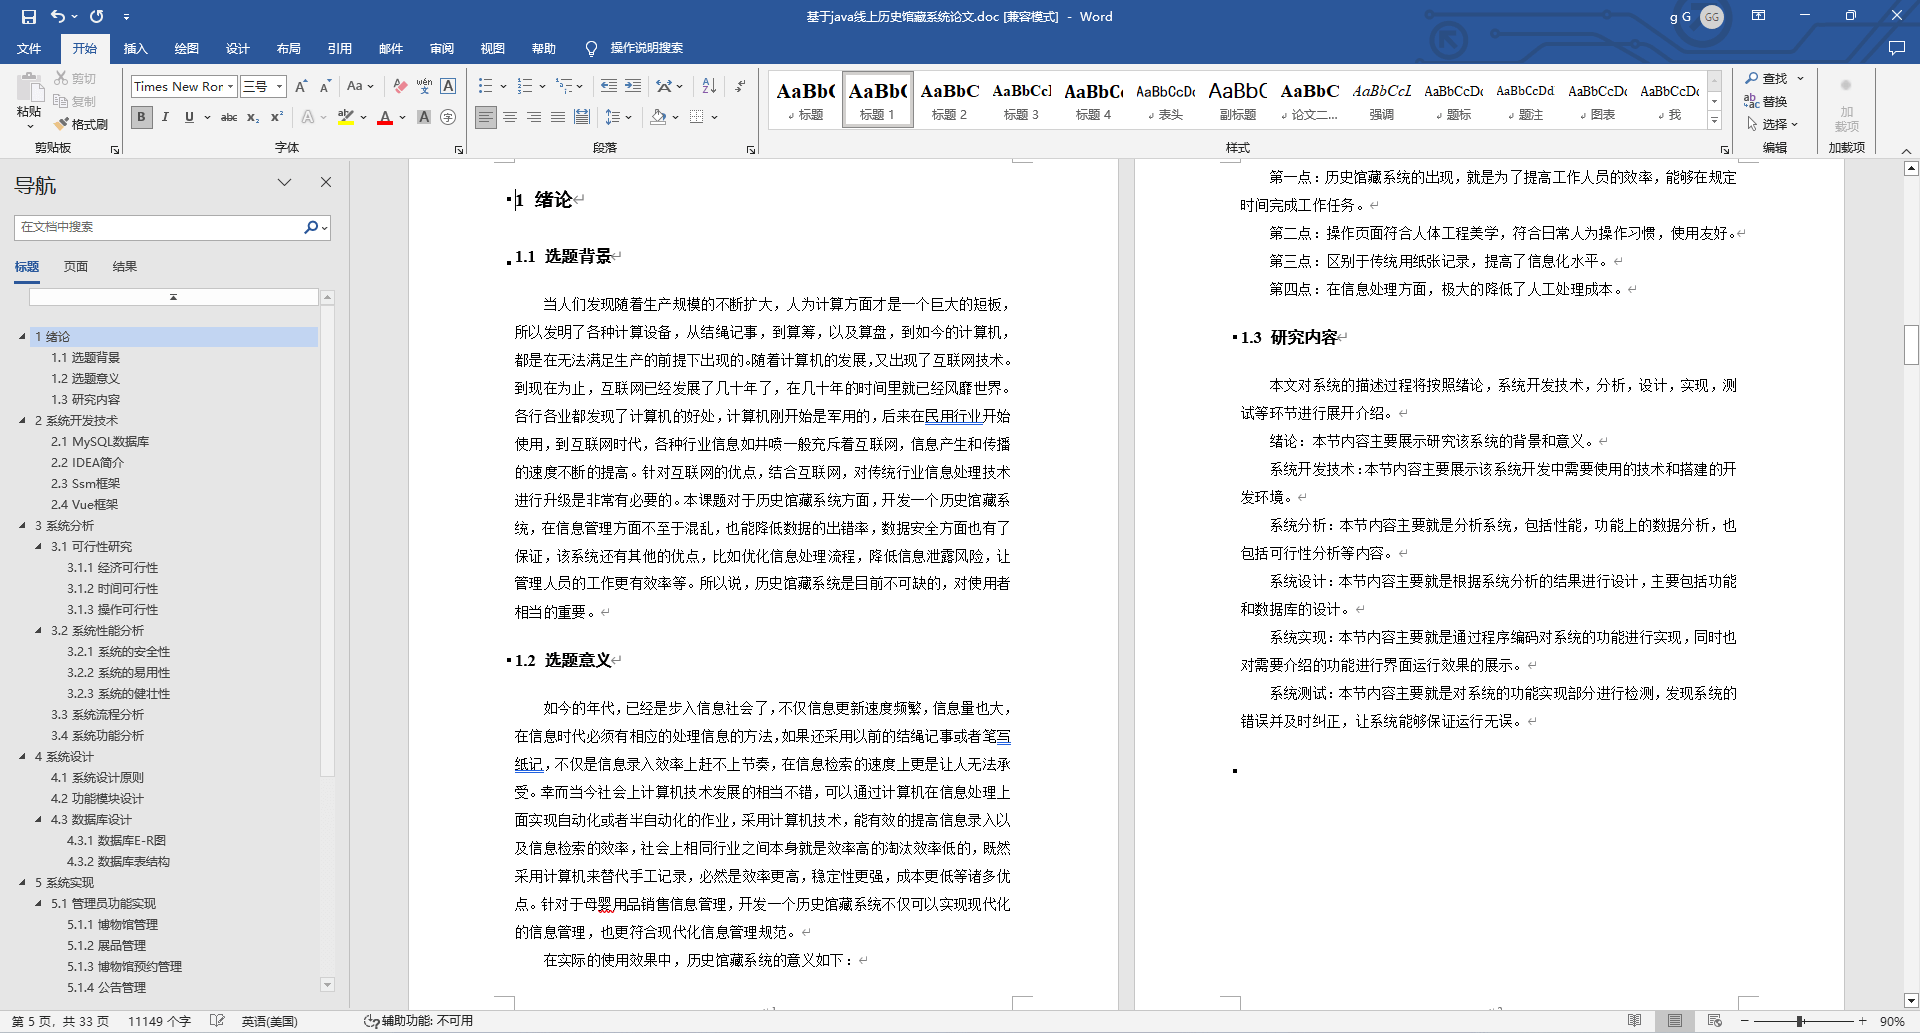 基于java线上历史馆藏系统论文.doc [兼容模式] - Word
g G GG
文件 开始 插入 绘图 设计 布局 引用 邮件 审阅 视图 帮助 操作说明搜索
粘贴 剪切 复制 格式刷
剪贴板
Times New Ror 三号
字体
段落
AaBbC 标题
AaBb( 标题 1
AaBbC 标题 2
AaBbCcI 标题 3
AaBbCc 标题 4
AaBbCcDc 表头
AaBbC 副标题
AaBbC 论文二...
AaBbCcL 强调
AaBbCcDc 题标
AaBbCcDd 题注
AaBbCcDc 图表
AaBbCcDc 我
样式
查找
替换
选择
编辑
加载项
加载项
导航
在文档中搜索
标题 页面 结果
1 绪论
1.1 选题背景
1.2 选题意义
1.3 研究内容
2 系统开发技术
2.1 MySQL数据库
2.2 IDEA简介
2.3 Ssm框架
2.4 Vue框架
3 系统分析
3.1 可行性研究
3.1.1 经济可行性
3.1.2 时间可行性
3.1.3 操作可行性
3.2 系统性能分析
3.2.1 系统的安全性
3.2.2 系统的易用性
3.2.3 系统的健壮性
3.3 系统流程分析
3.4 系统功能分析
4 系统设计
4.1 系统设计原则
4.2 功能模块设计
4.3 数据库设计
4.3.1 数据库E-R图
4.3.2 数据库表结构
5 系统实现
5.1 管理员功能实现
5.1.1 博物馆管理
5.1.2 展品管理
5.1.3 博物馆预约管理
5.1.4 公告管理
1 绪论
1.1 选题背景
当人们发现随着生产规模的不断扩大，人为计算方面才是一个巨大的短板，
所以发明了各种计算设备，从结绳记事，到算筹，以及算盘，到如今的计算机，
都是在无法满足生产的前提下出现的。随着计算机的发展，又出现了互联网技术。
到现在为止，互联网已经发展了几十年了，在几十年的时间里就已经风靡世界。
各行各业都发现了计算机的好处，计算机刚开始是军用的，后来在民用行业开始
使用，到互联网时代，各种行业信息如井喷一般充斥着互联网，信息产生和传播
的速度不断的提高。针对互联网的优点，结合互联网，对传统行业信息处理技术
进行升级是非常有必要的。本课题对于历史馆藏系统方面，开发一个历史馆藏系
统，在信息管理方面不至于混乱，也能降低数据的出错率，数据安全方面也有了
保证，该系统还有其他的优点，比如优化信息处理流程，降低信息泄露风险，让
管理人员的工作更有效率等。所以说，历史馆藏系统是目前不可缺的，对使用者
相当的重要。
1.2 选题意义
如今的年代，已经是步入信息社会了，不仅信息更新速度频繁，信息量也大，
在信息时代必须有相应的处理信息的方法，如果还采用以前的结绳记事或者笔写
纸记，不仅是信息录入效率上赶不上节奏，在信息检索的速度上更是让人无法承
受。幸而当今社会上计算机技术发展的相当不错，可以通过计算机在信息处理上
面实现自动化或者半自动化的作业，采用计算机技术，能有效的提高信息录入以
及信息检索的效率，社会上相同行业之间本身就是效率高的淘汰效率低的，既然
采用计算机来替代手工记录，必然是效率更高，稳定性更强，成本更低等诸多优
点。针对于母婴用品销售信息管理，开发一个历史馆藏系统不仅可以实现现代化
的信息管理，也更符合现代化信息管理规范。
在实际的使用效果中，历史馆藏系统的意义如下：
第一点：历史馆藏系统的出现，就是为了提高工作人员的效率，能够在规定
时间完成工作任务。
第二点：操作页面符合人体工程美学，符合日常人为操作习惯，使用友好。
第三点：区别于传统用纸张记录，提高了信息化水平。
第四点：在信息处理方面，极大的降低了人工处理成本。
1.3 研究内容
本文对系统的描述过程将按照绪论，系统开发技术，分析，设计，实现，测
试等环节进行展开介绍。
绪论：本节内容主要展示研究该系统的背景和意义。
系统开发技术：本节内容主要展示该系统开发中需要使用的技术和搭建的开
发环境。
系统分析：本节内容主要就是分析系统，包括性能，功能上的数据分析，也
包括可行性分析等内容。
系统设计：本节内容主要就是根据系统分析的结果进行设计，主要包括功能
和数据库的设计。
系统实现：本节内容主要就是通过程序编码对系统的功能进行实现，同时也
对需要介绍的功能进行界面运行效果的展示。
系统测试：本节内容主要就是对系统的功能实现部分进行检测，发现系统的
错误并及时纠正，让系统能够保证运行无误。
第 5 页，共 33 页 11149 个字 英语(美国) 辅助功能: 不可用 90%